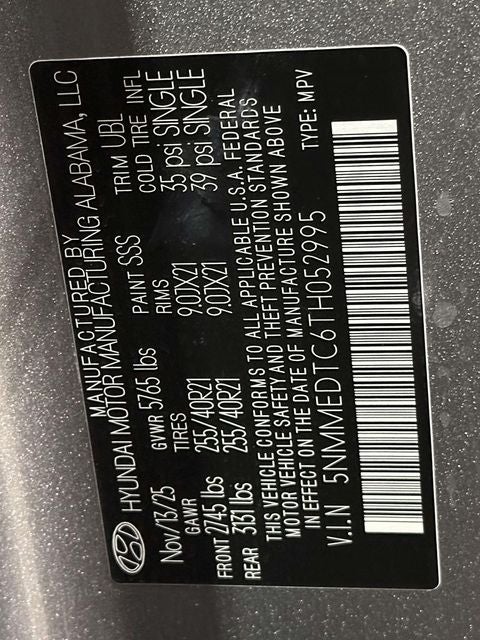 MANUFACTURED BY
HYUNDAI MOTOR MANUFACTURING ALABAMA, LLC
Nov/13/25 GVWR 5765 lbs PAINT SSS TRIM UBL
GAWR TIRES RIMS COLD TIRE INFL
FRONT 2745 lbs 255/40R21 9.0JX21 35 psi SINGLE
REAR 3131 lbs 255/40R21 9.0JX21 39 psi SINGLE
THIS VEHICLE CONFORMS TO ALL APPLICABLE U.S.A. FEDERAL
MOTOR VEHICLE SAFETY AND THEFT PREVENTION STANDARDS
IN EFFECT ON THE DATE OF MANUFACTURE SHOWN ABOVE
V.I.N 5NMMEDTC6TH052995 TYPE: MPV